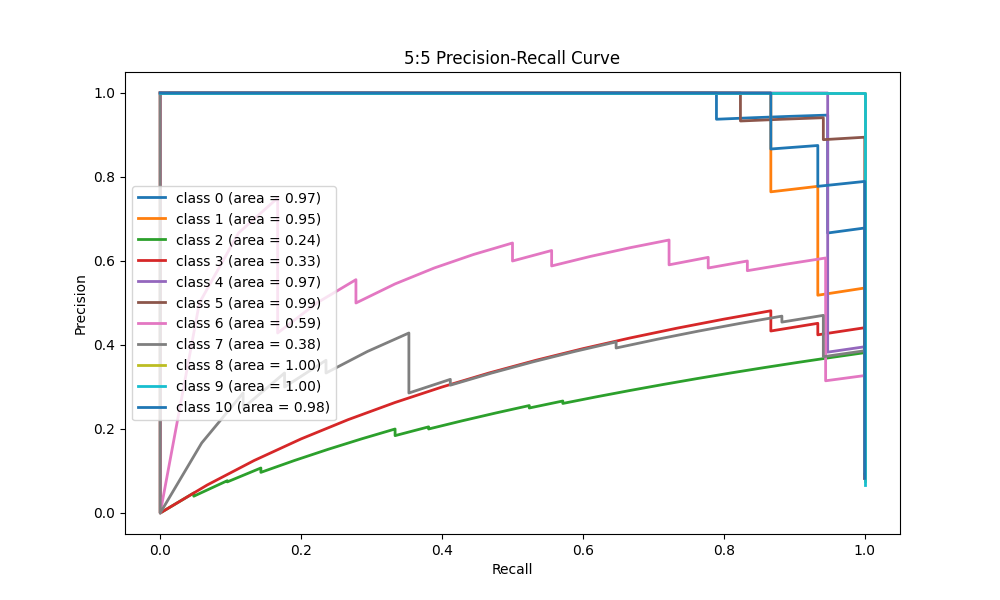 5:5 Precision-Recall Curve
Precision
1.0
0.8
0.6
0.4
0.2
0.0
class 0 (area = 0.97)
class 1 (area = 0.95)
class 2 (area = 0.24)
class 3 (area = 0.33)
class 4 (area = 0.97)
class 5 (area = 0.99)
class 6 (area = 0.59)
class 7 (area = 0.38)
class 8 (area = 1.00)
class 9 (area = 1.00)
class 10 (area = 0.98)
0.0 0.2 0.4 0.6 0.8 1.0
Recall